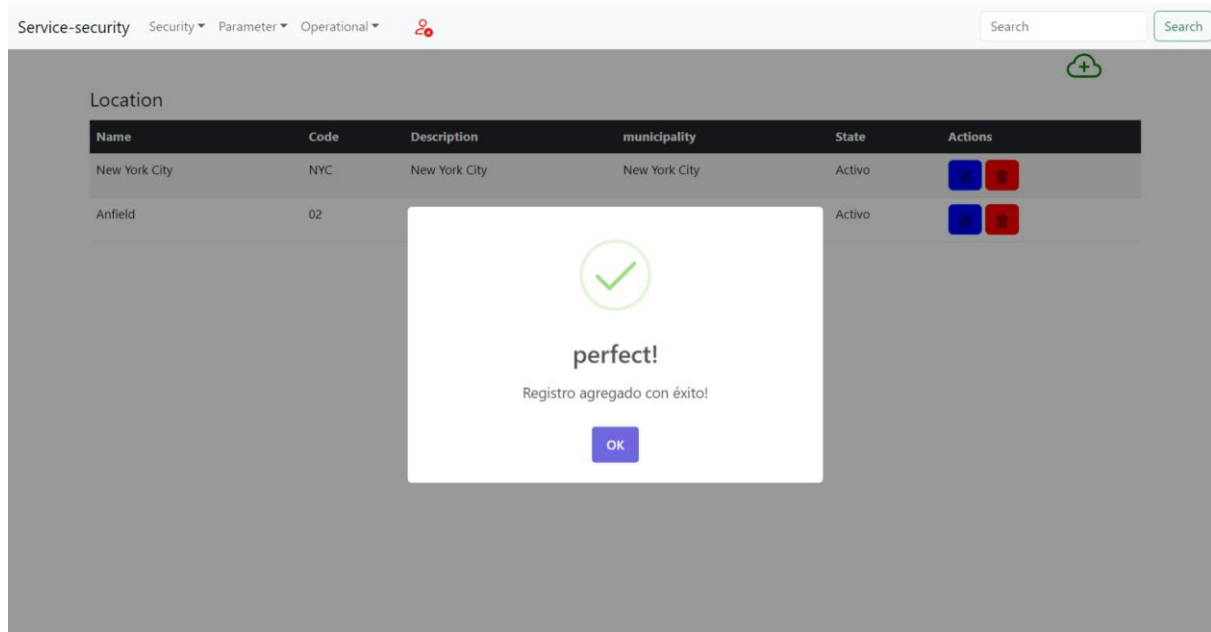 Service-security Security Parameter Operational Search Search
Location
Name Code Description municipality State Actions
New York City NYC New York City New York City Activo
Anfield 02 Activo
perfect!
Registro agregado con éxito!
OK